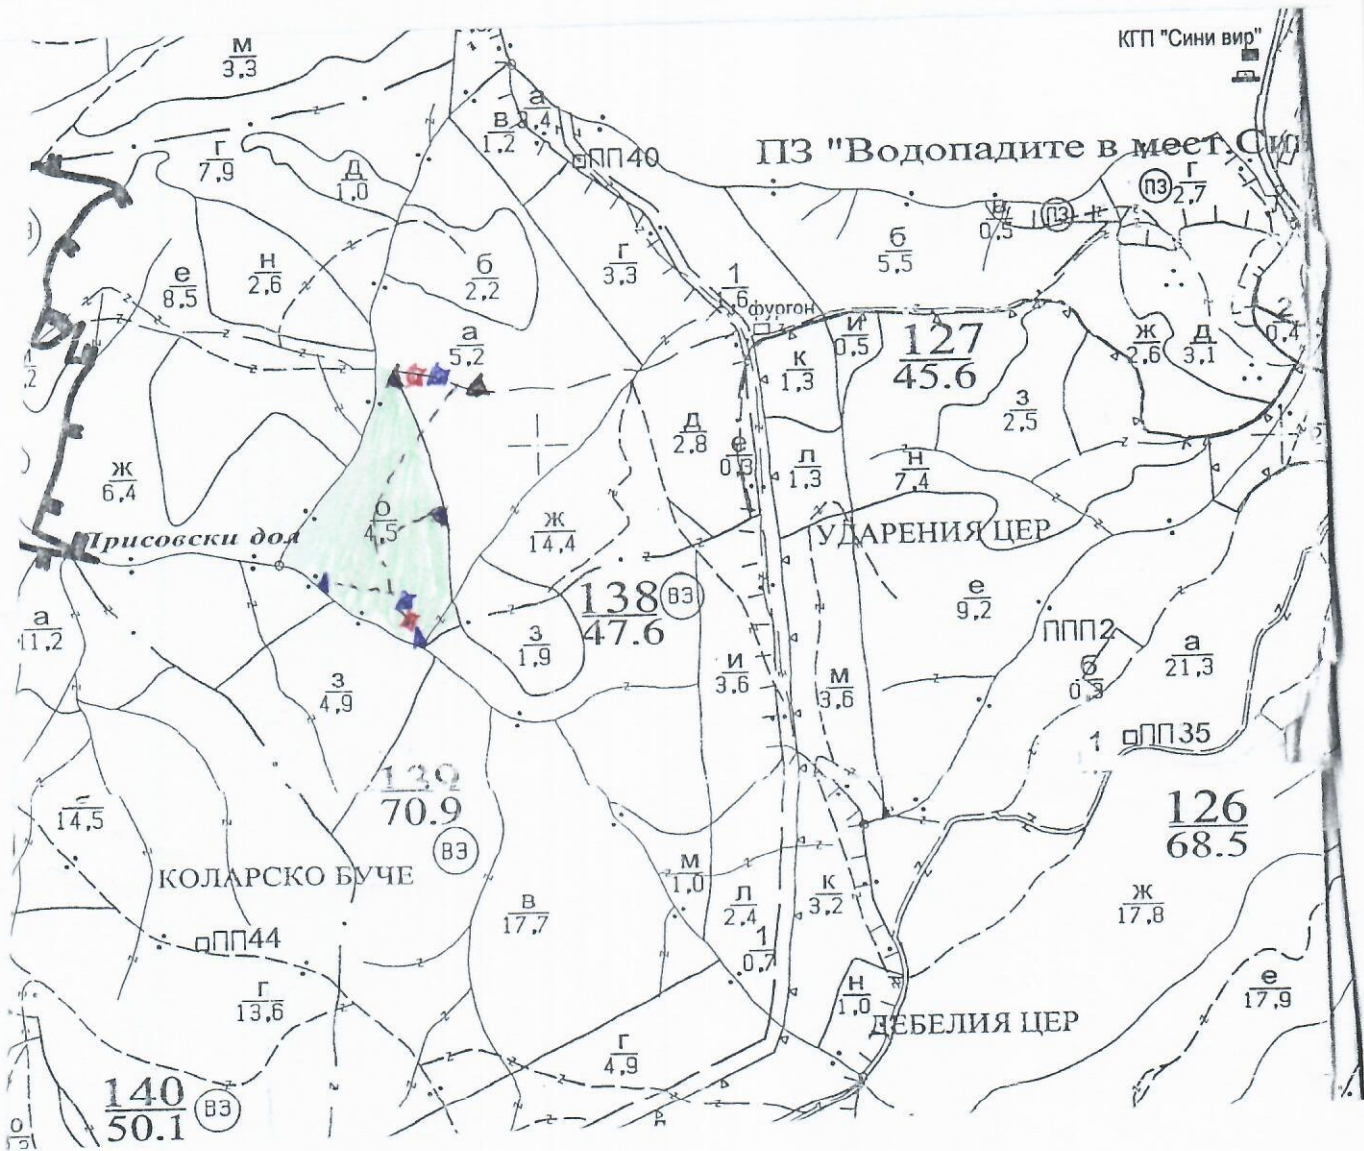 КГП "Сини вир"
м
3,3
а
3,4
в
1,2
ПП40
ПЗ "Водопадите в мест.Син
г
7,9
д
1,0
ПЗ
г
2,7
в
0,5
ПЗ
е
8,5
н
2,6
б
2,2
г
3,3
б
5,5
1
1,6
фургон
а
5,2
и
0,5
127
45.6
к
1,3
ж
2,6
д
3,1
2
0,4
з
2,5
д
2,8
е
0,3
л
1,3
н
7,4
ж
6,4
б
4,5
ж
14,4
Присовски дол
УДАРЕНИЯ ЦЕР
138
47.6
ВЗ
е
9,2
ППП2
а
11,2
з
1,9
б
0,3
а
21,3
з
4,9
и
3,6
м
3,6
1
ПП35
139
70.9
ВЗ
126
68.5
б
14,5
КОЛАРСКО БУЧЕ
м
1,0
л
2,4
к
3,2
ж
17,8
в
17,7
ПП44
1
0,7
г
13,6
н
1,0
е
17,9
ДЕБЕЛИЯ ЦЕР
г
4,9
140
50.1
ВЗ